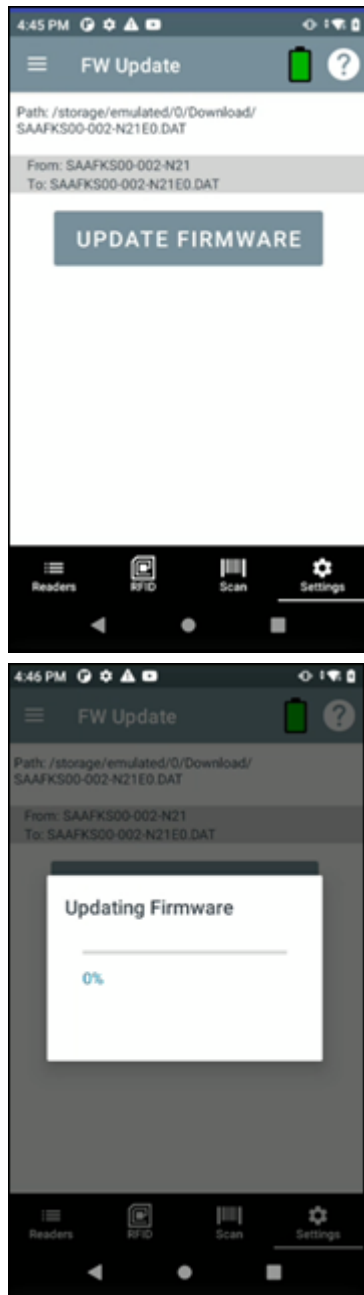 4:45 PM
FW Update
?
Path: /storage/emulated/0/Download/
SAAFKS00-002-N21E0.DAT
From: SAAFKS00-002-N21
To: SAAFKS00-002-N21E0.DAT
UPDATE FIRMWARE
Readers RFID Scan Settings
4:46 PM
FW Update
?
Path: /storage/emulated/0/Download/
SAAFKS00-002-N21E0.DAT
From: SAAFKS00-002-N21
To: SAAFKS00-002-N21E0.DAT
Updating Firmware
0%
Readers RFID Scan Settings